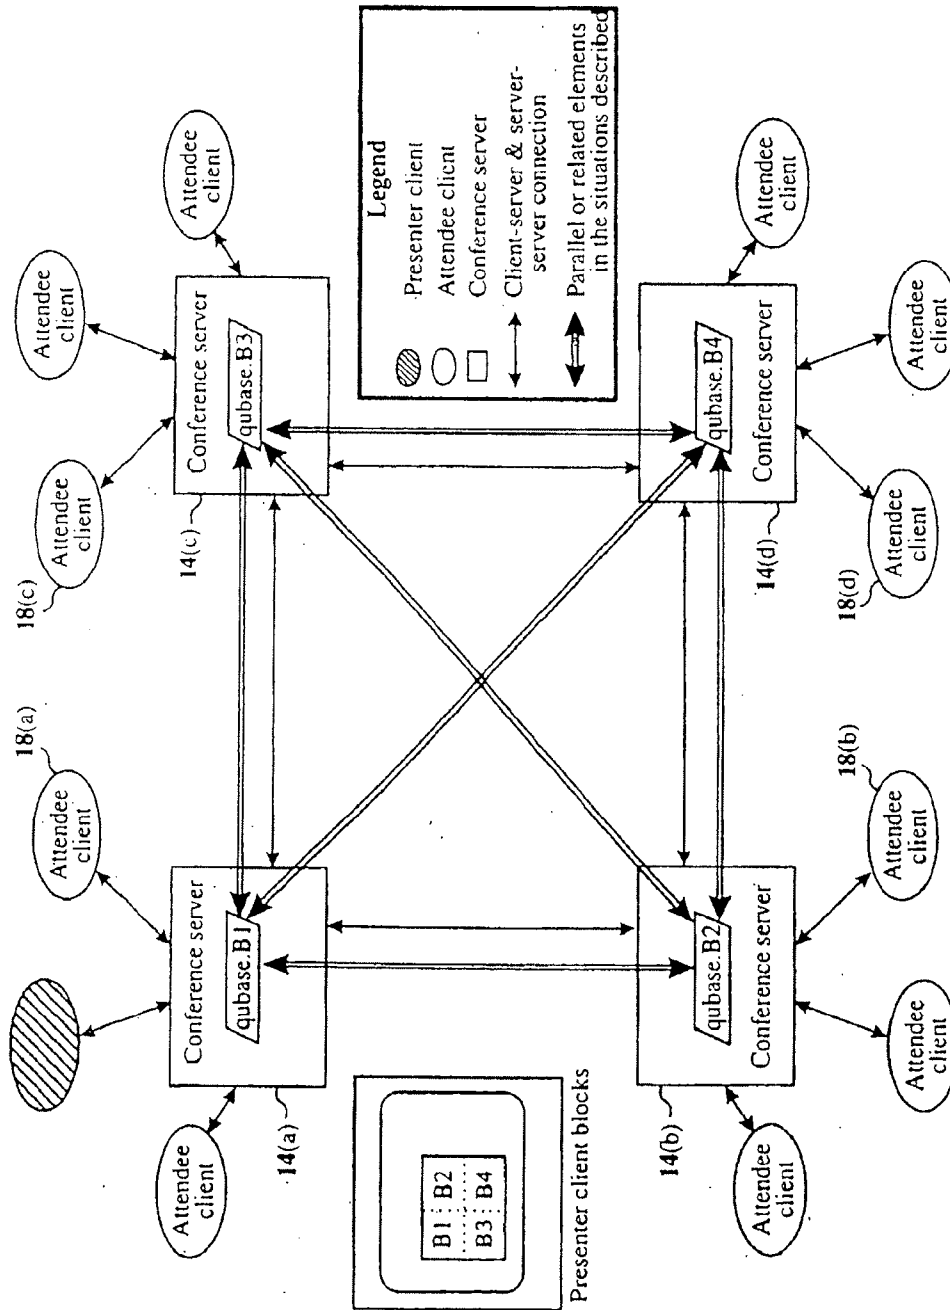 18(a)
Attendee
client
Attendee
client
Conference server
qubase.B1
14(a)
18(c)
Attendee
client
Attendee
client
Attendee
client
Conference server
qubase.B3
14(c)
B1
B2
B3
B4
Presenter client blocks
Legend
Presenter client
Attendee client
Conference server
Client-server & server-
server connection
Parallel or related elements
in the situations described
qubase.B2
Conference server
14(b)
Attendee
client
Attendee
client
Attendee
client
18(b)
qubase.B4
Conference server
14(d)
Attendee
client
Attendee
client
Attendee
client
18(d)